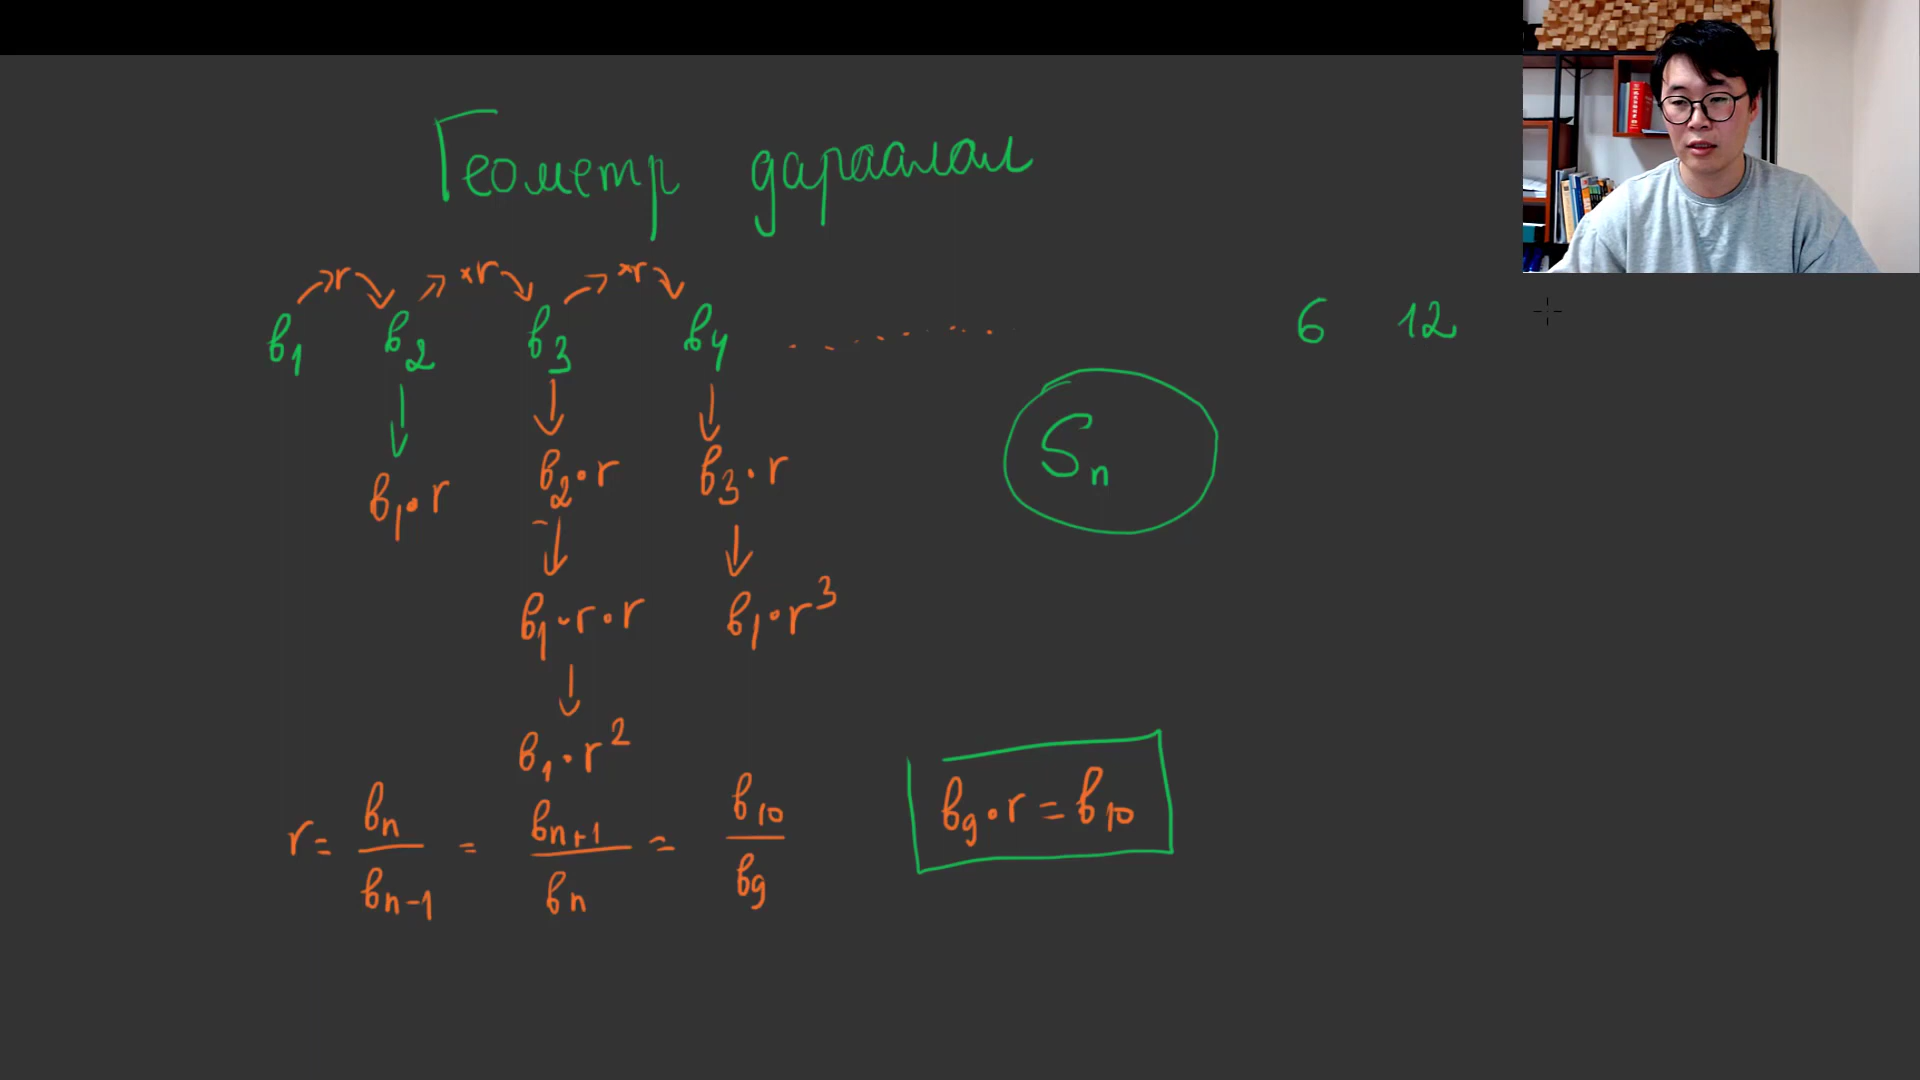 Геометр дараалал
×r ×r ×r
b₁ b₂ b₃ b₄ ........
6 12
Sₙ
b₁·r b₂·r b₃·r
b₁·r·r b₁·r³
b₁·r²
r = bₙ/bₙ₋₁ = bₙ₊₁/bₙ = b₁₀/b₉
b₉·r = b₁₀